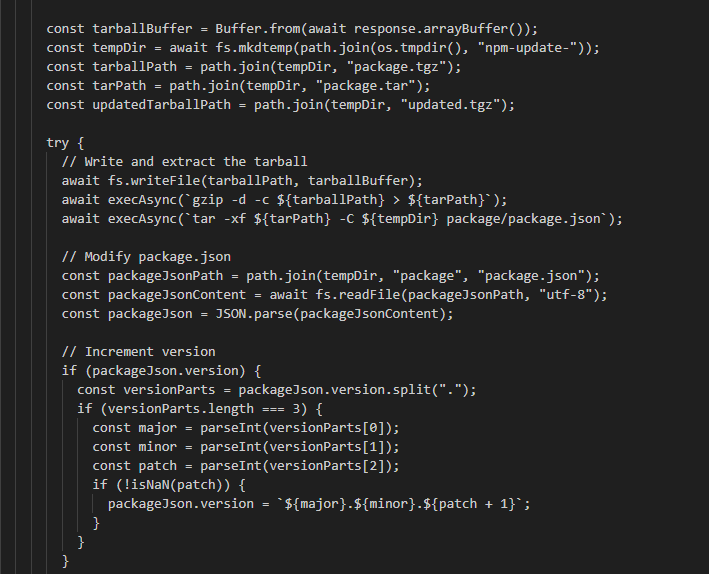 const tarballBuffer = Buffer.from(await response.arrayBuffer());
const tempDir = await fs.mkdtemp(path.join(os.tmpdir(), "npm-update-"));
const tarballPath = path.join(tempDir, "package.tgz");
const tarPath = path.join(tempDir, "package.tar");
const updatedTarballPath = path.join(tempDir, "updated.tgz");

try {
  // Write and extract the tarball
  await fs.writeFile(tarballPath, tarballBuffer);
  await execAsync(`gzip -d -c ${tarballPath} > ${tarPath}`);
  await execAsync(`tar -xf ${tarPath} -C ${tempDir} package/package.json`);

  // Modify package.json
  const packageJsonPath = path.join(tempDir, "package", "package.json");
  const packageJsonContent = await fs.readFile(packageJsonPath, "utf-8");
  const packageJson = JSON.parse(packageJsonContent);

  // Increment version
  if (packageJson.version) {
    const versionParts = packageJson.version.split(".");
    if (versionParts.length === 3) {
      const major = parseInt(versionParts[0]);
      const minor = parseInt(versionParts[1]);
      const patch = parseInt(versionParts[2]);
      if (!isNaN(patch)) {
        packageJson.version = `${major}.${minor}.${patch + 1}`;
      }
    }
  }